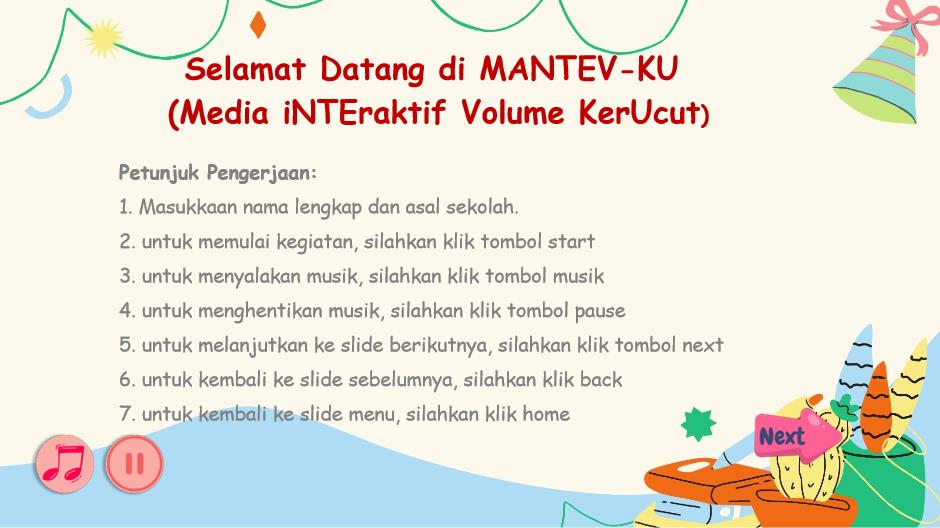 Selamat Datang di MANTEV-KU
(Media iNTEraktif Volume KerUcut)
Petunjuk Pengerjaan:
1. Masukkaan nama lengkap dan asal sekolah.
2. untuk memulai kegiatan, silahkan klik tombol start
3. untuk menyalakan musik, silahkan klik tombol musik
4. untuk menghentikan musik, silahkan klik tombol pause
5. untuk melanjutkan ke slide berikutnya, silahkan klik tombol next
6. untuk kembali ke slide sebelumnya, silahkan klik back
7. untuk kembali ke slide menu, silahkan klik home
Next